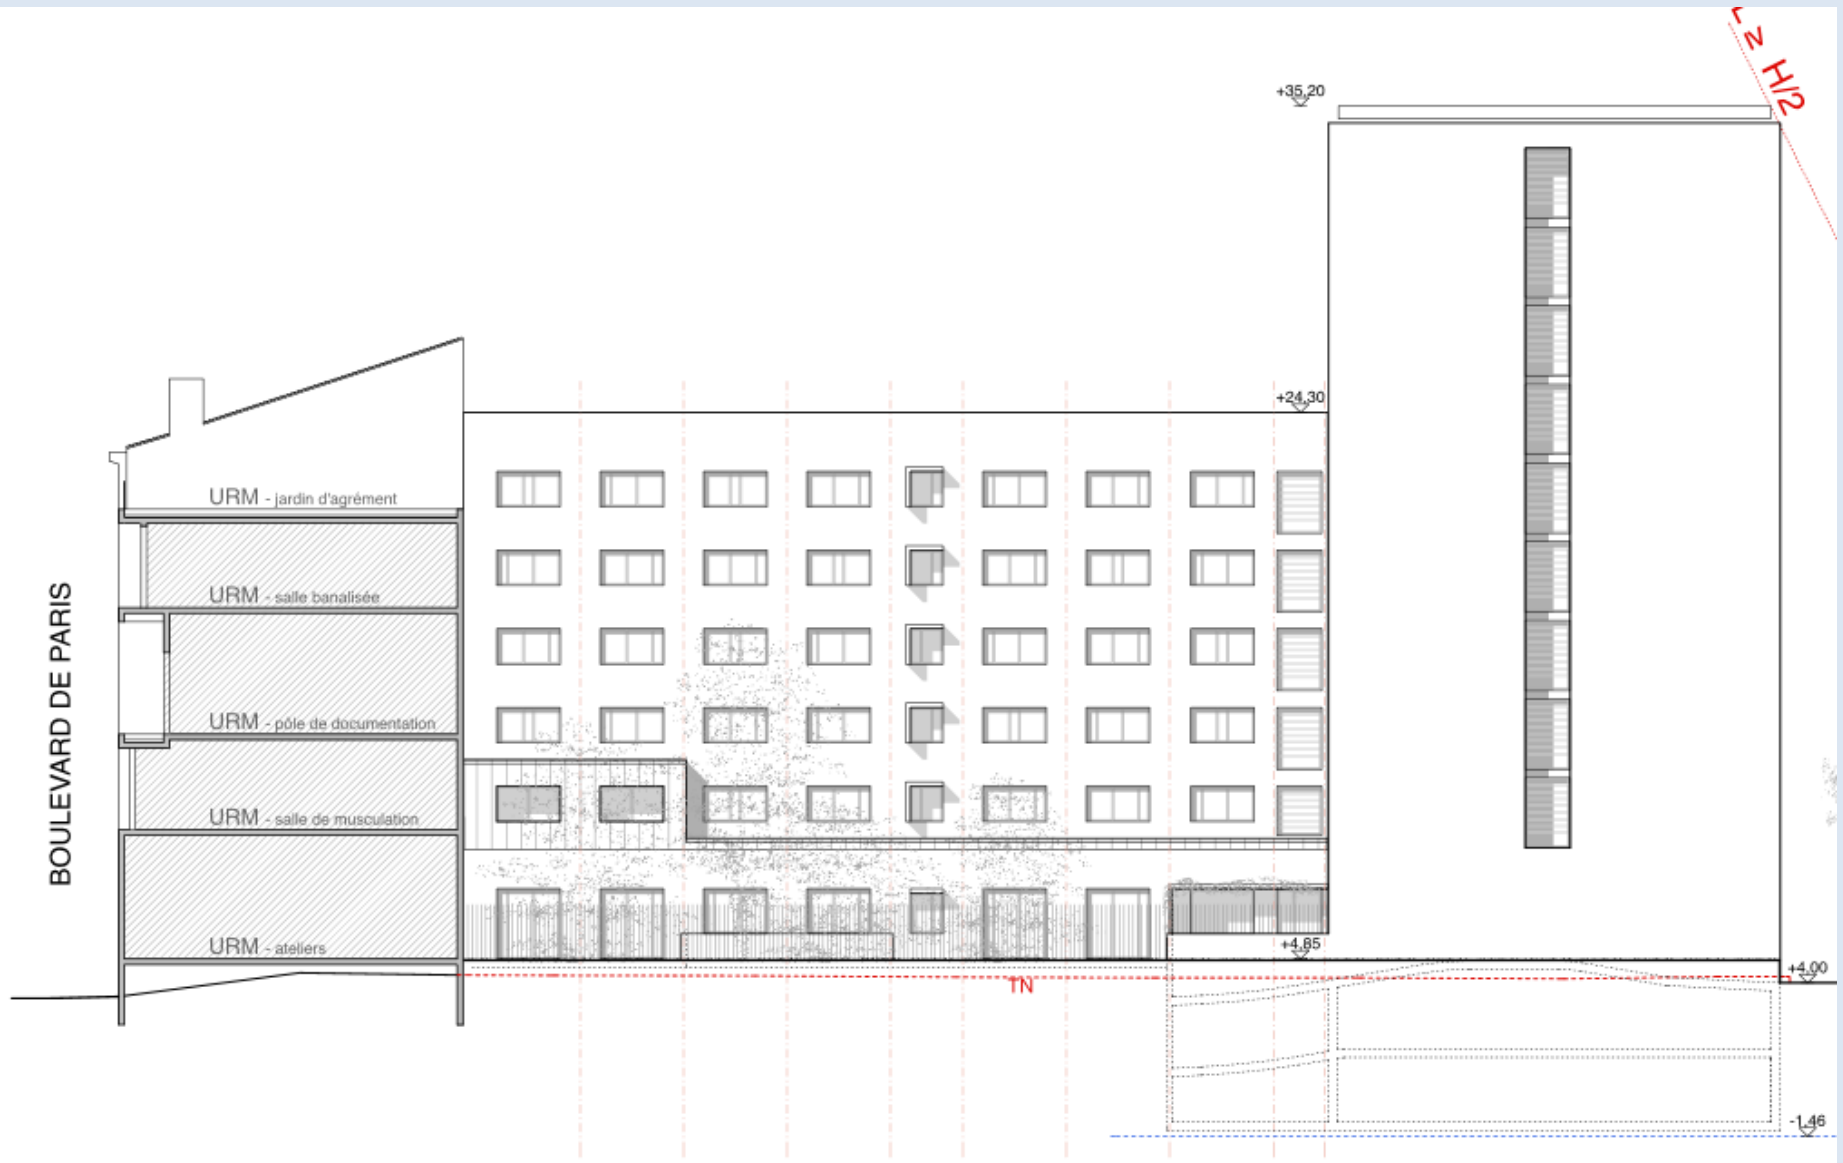 L ≥ H/2
+35,20
+24,30
URM - jardin d'agrément
URM - salle banalisée
BOULEVARD DE PARIS
URM - pôle de documentation
URM - salle de musculation
URM - ateliers
+4,85
+4,00
TN
-1,46